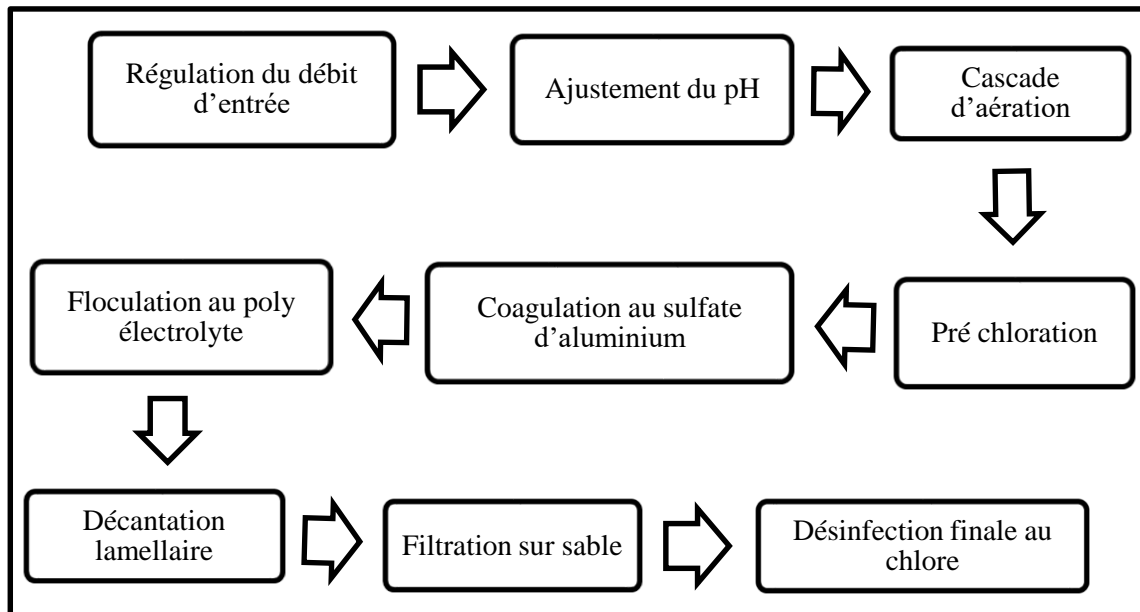 Régulation du débit
d'entrée
Ajustement du pH
Cascade
d'aération
Pré chloration
Coagulation au sulfate
d'aluminium
Floculation au poly
électrolyte
Décantation
lamellaire
Filtration sur sable
Désinfection finale au
chlore